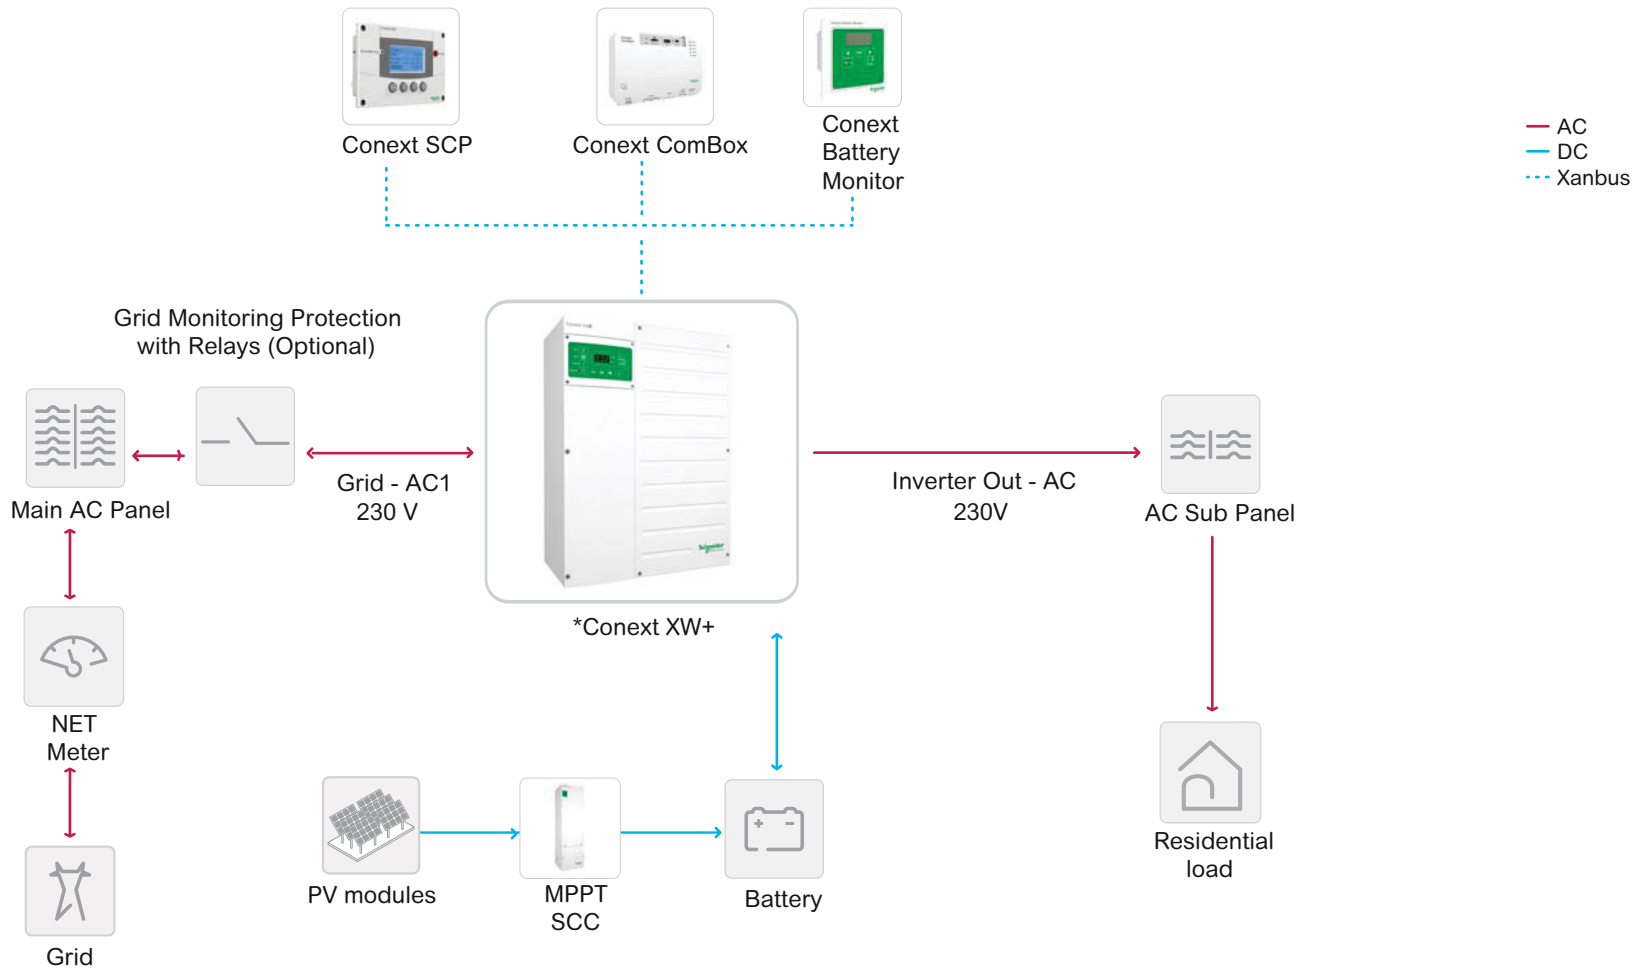 Conext SCP
Conext ComBox
Conext
Battery
Monitor
AC
DC
Xanbus
Grid Monitoring Protection
with Relays (Optional)
Main AC Panel
Grid - AC1
230 V
Schneider
Inverter Out - AC
230V
AC Sub Panel
*Conext XW+
NET
Meter
PV modules
MPPT
SCC
Battery
Residential
load
Grid